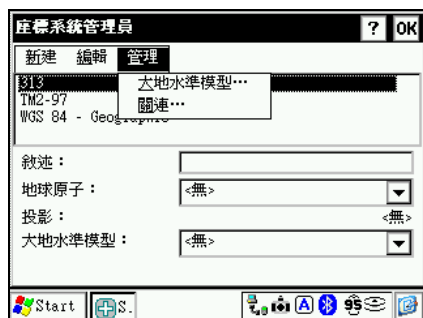 座標系統管理員 ? OK
新建 編輯 管理
313
大地水準模型…
TM2-97
關連…
WGS 84 - Geographic
敘述：
地球原子： <無>
投影： <無>
大地水準模型： <無>
Start S.